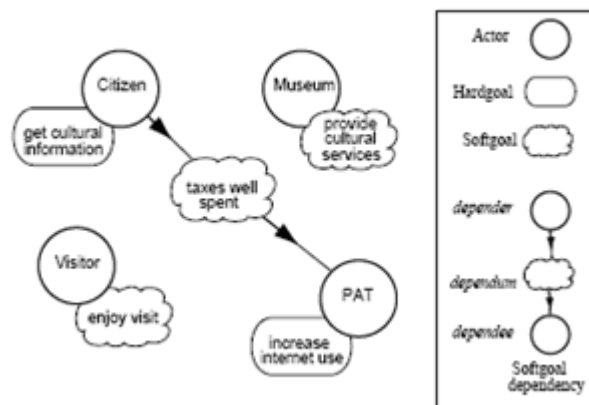 Citizen
get cultural
information
Museum
provide
cultural
services
taxes well
spent
Visitor
enjoy visit
PAT
increase
internet use
Actor
Hardgoal
Softgoal
depender
dependum
dependee
Softgoal
dependency